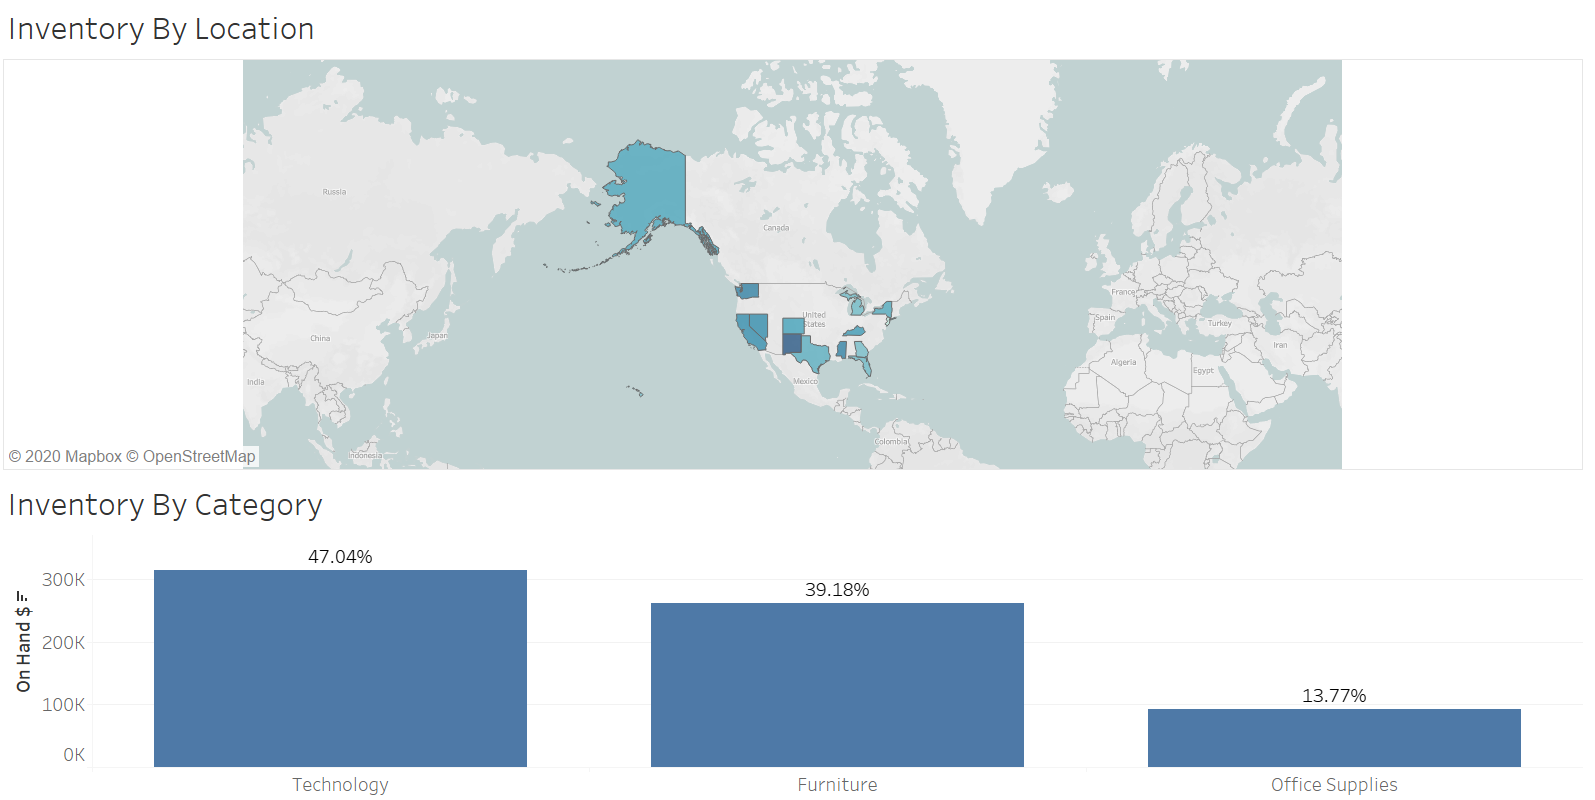 Inventory By Location
Russia
Canada
United
States
France
Spain
Turkey
China
Japan
Iran
Algeria
Egypt
India
Mexico
Colombia
Indonesia
© 2020 Mapbox © OpenStreetMap
Inventory By Category
On Hand $
300K
200K
100K
0K
47.04%
39.18%
13.77%
Technology
Furniture
Office Supplies